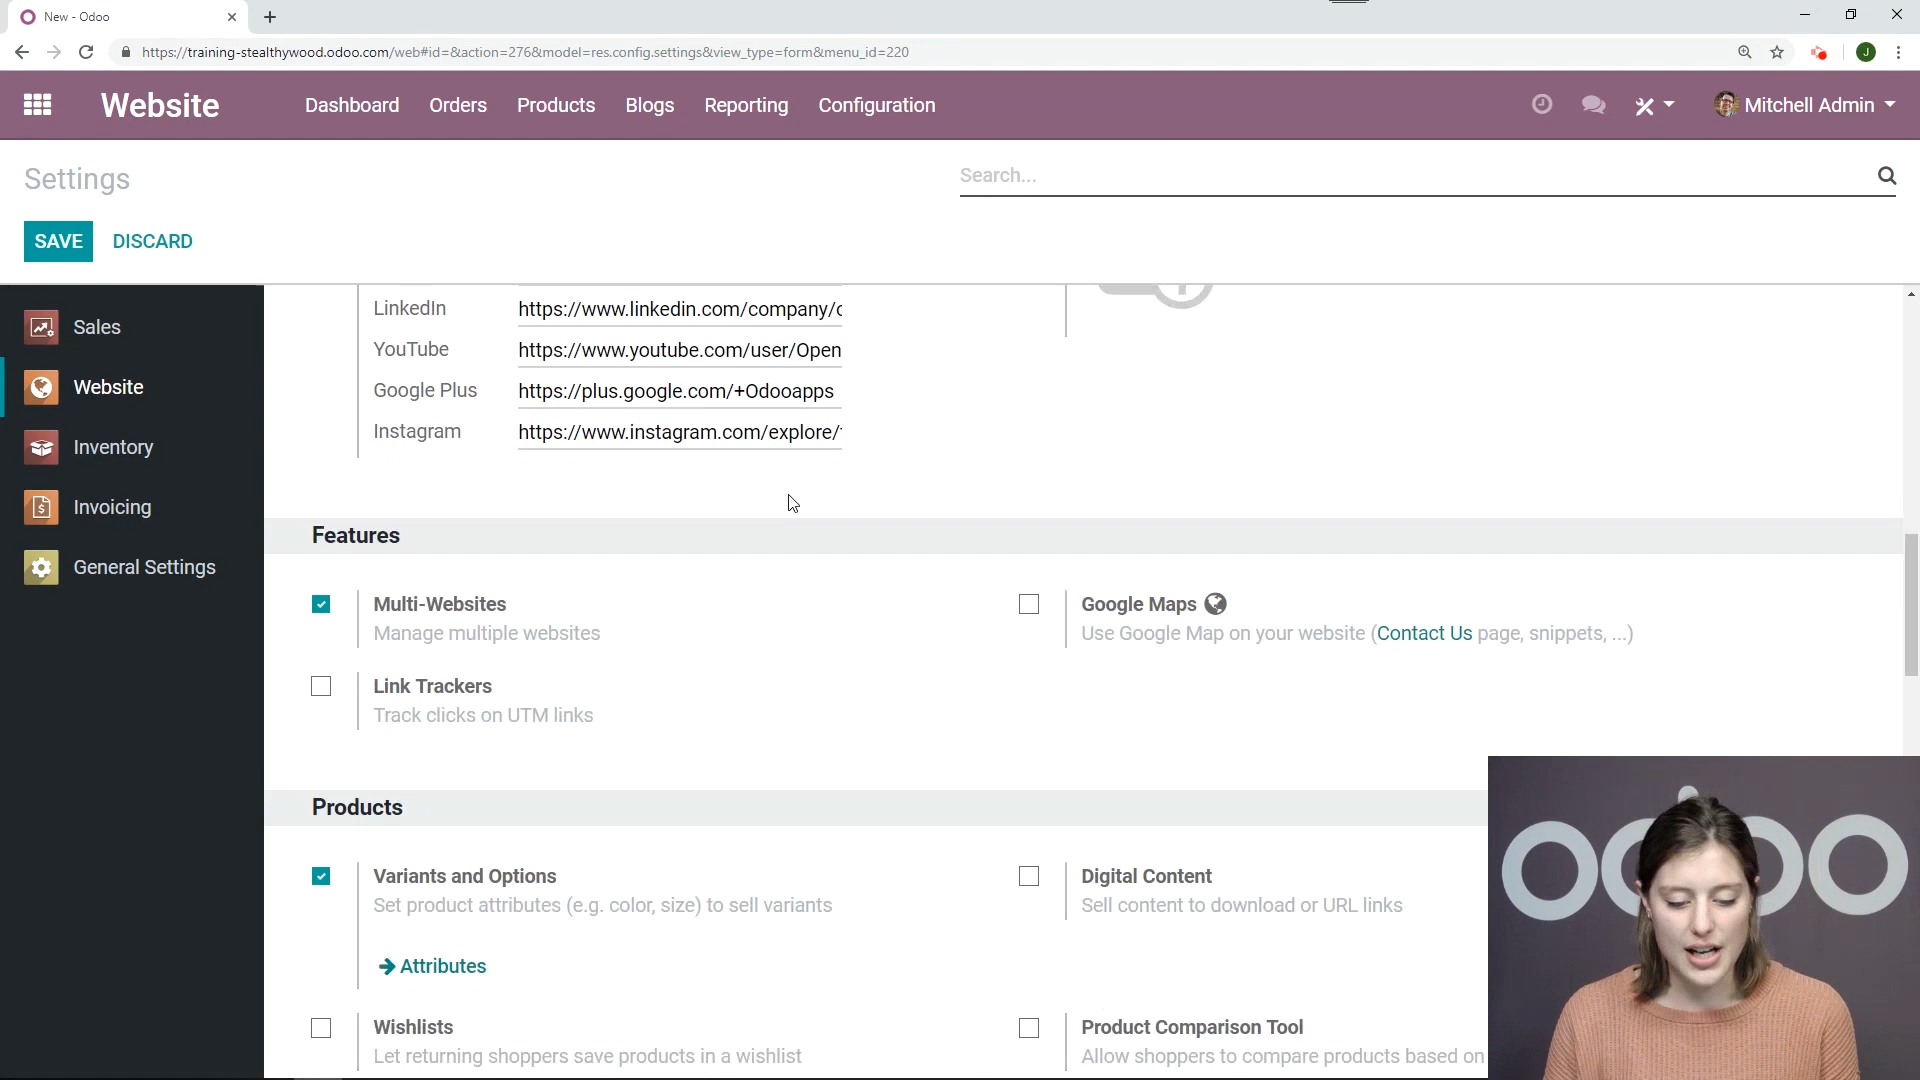 New - Odoo
https://training-stealthywood.odoo.com/web#id=&action=276&model=res.config.settings&view_type=form&menu_id=220
J
Website
Dashboard
Orders
Products
Blogs
Reporting
Configuration
Mitchell Admin
Settings
Search...
SAVE
DISCARD
Sales
Website
Inventory
Invoicing
General Settings
LinkedIn
https://www.linkedin.com/company/
YouTube
https://www.youtube.com/user/Open
Google Plus
https://plus.google.com/+Odooapps
Instagram
https://www.instagram.com/explore/
Features
Multi-Websites
Manage multiple websites
Google Maps
Use Google Map on your website (Contact Us page, snippets, ...)
Link Trackers
Track clicks on UTM links
Products
Variants and Options
Set product attributes (e.g. color, size) to sell variants
Attributes
Digital Content
Sell content to download or URL links
Wishlists
Let returning shoppers save products in a wishlist
Product Comparison Tool
Allow shoppers to compare products based on
odoo